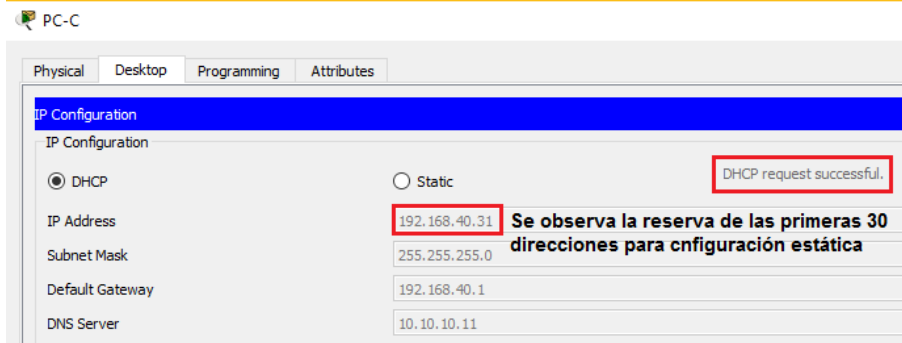 PC-C
Physical Desktop Programming Attributes
IP Configuration
IP Configuration
DHCP Static DHCP request successful.
IP Address 192.168.40.31 Se observa la reserva de las primeras 30
direcciones para cnfiguración estática
Subnet Mask 255.255.255.0
Default Gateway 192.168.40.1
DNS Server 10.10.10.11